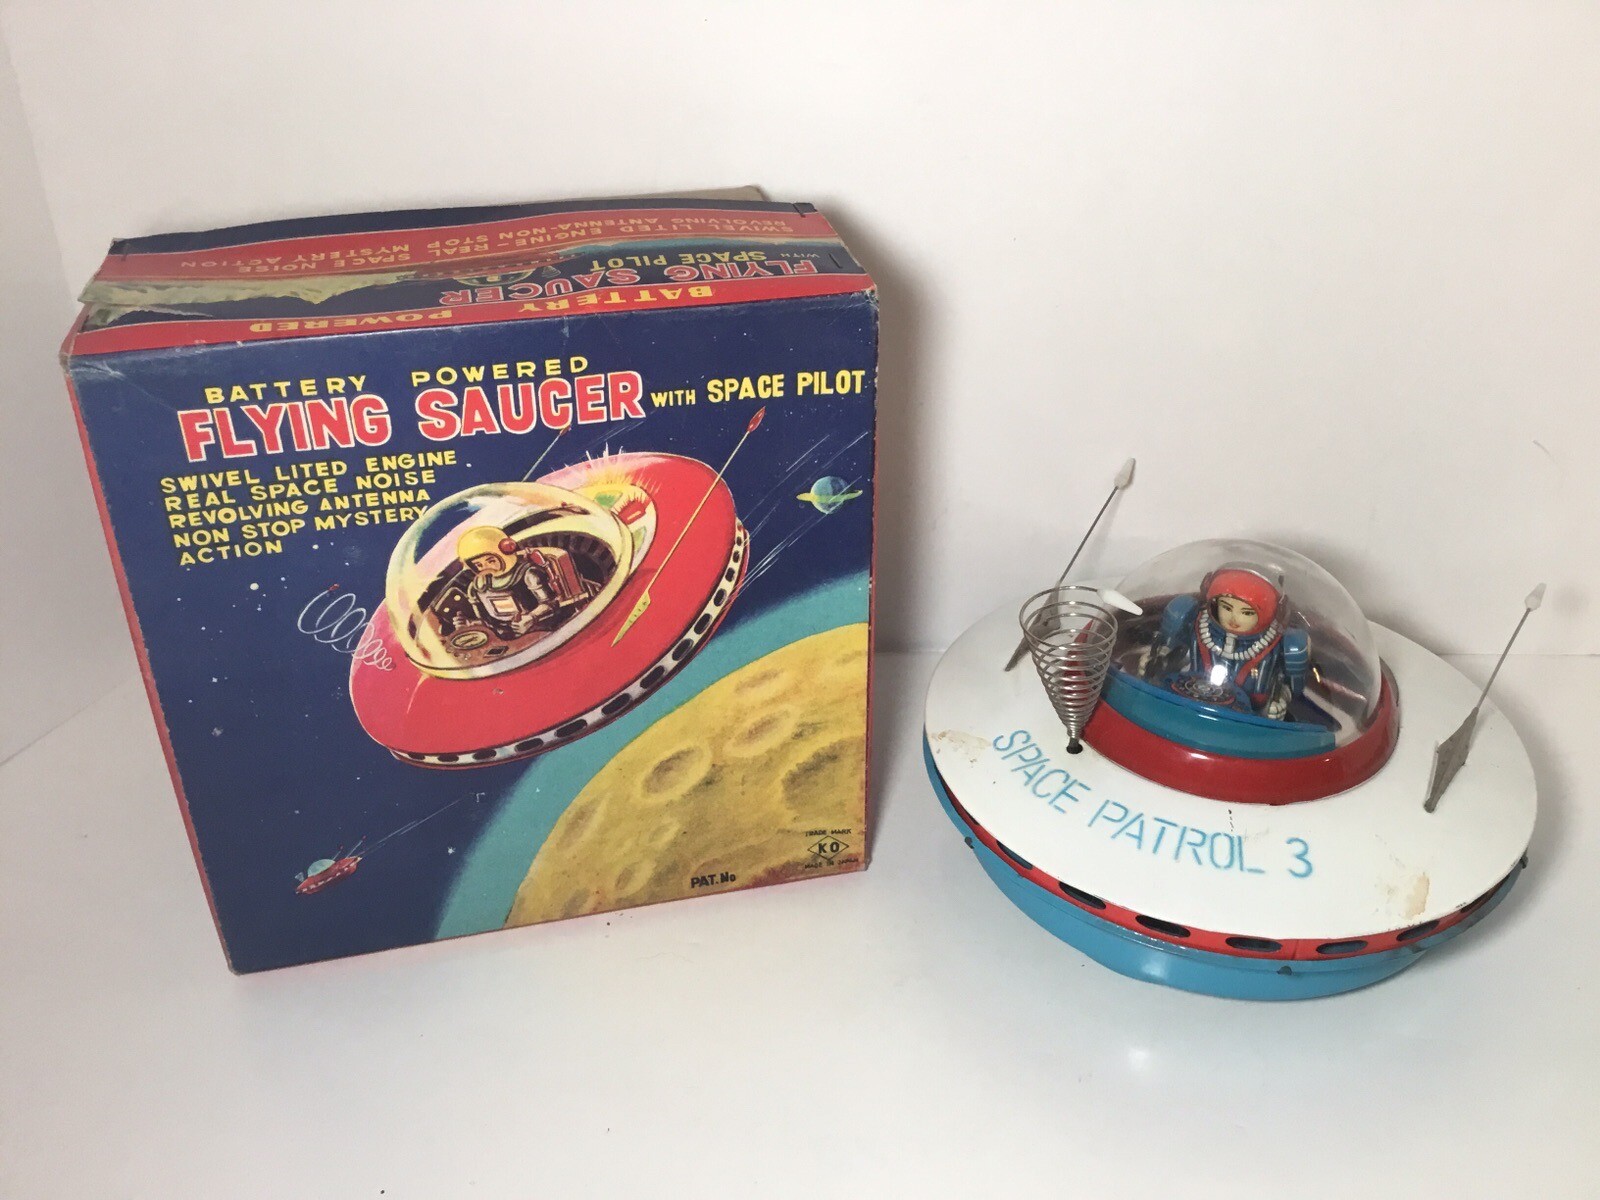 SWIVEL LITED ENGINE-REAL SPACE NOISE
REVOLVING ANTENNA-NON STOP MYSTERY ACTION
FLYING SAUCER WITH SPACE PILOT
BATTERY POWERED
BATTERY POWERED
FLYING SAUCER WITH SPACE PILOT
SWIVEL LITED ENGINE
REAL SPACE NOISE
REVOLVING ANTENNA
NON STOP MYSTERY
ACTION
TRADE MARK
KO
MADE IN JAPAN
PAT. No
SPACE PATROL 3